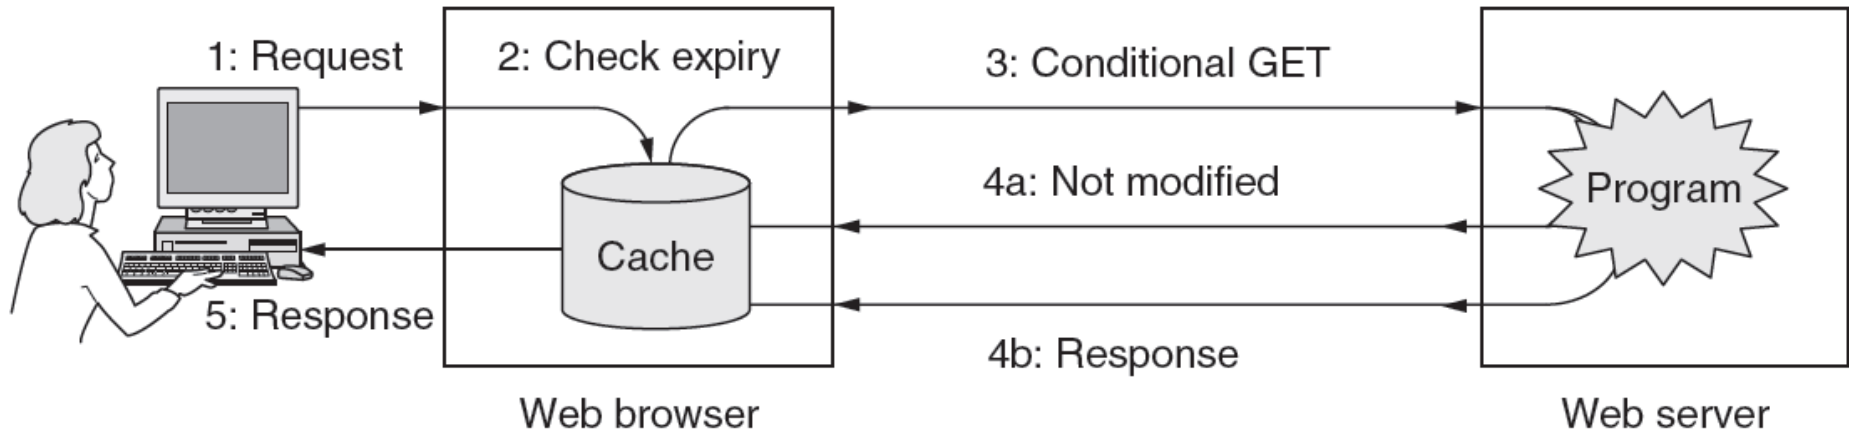 1: Request
2: Check expiry
3: Conditional GET
4a: Not modified
Program
Cache
5: Response
4b: Response
Web browser
Web server